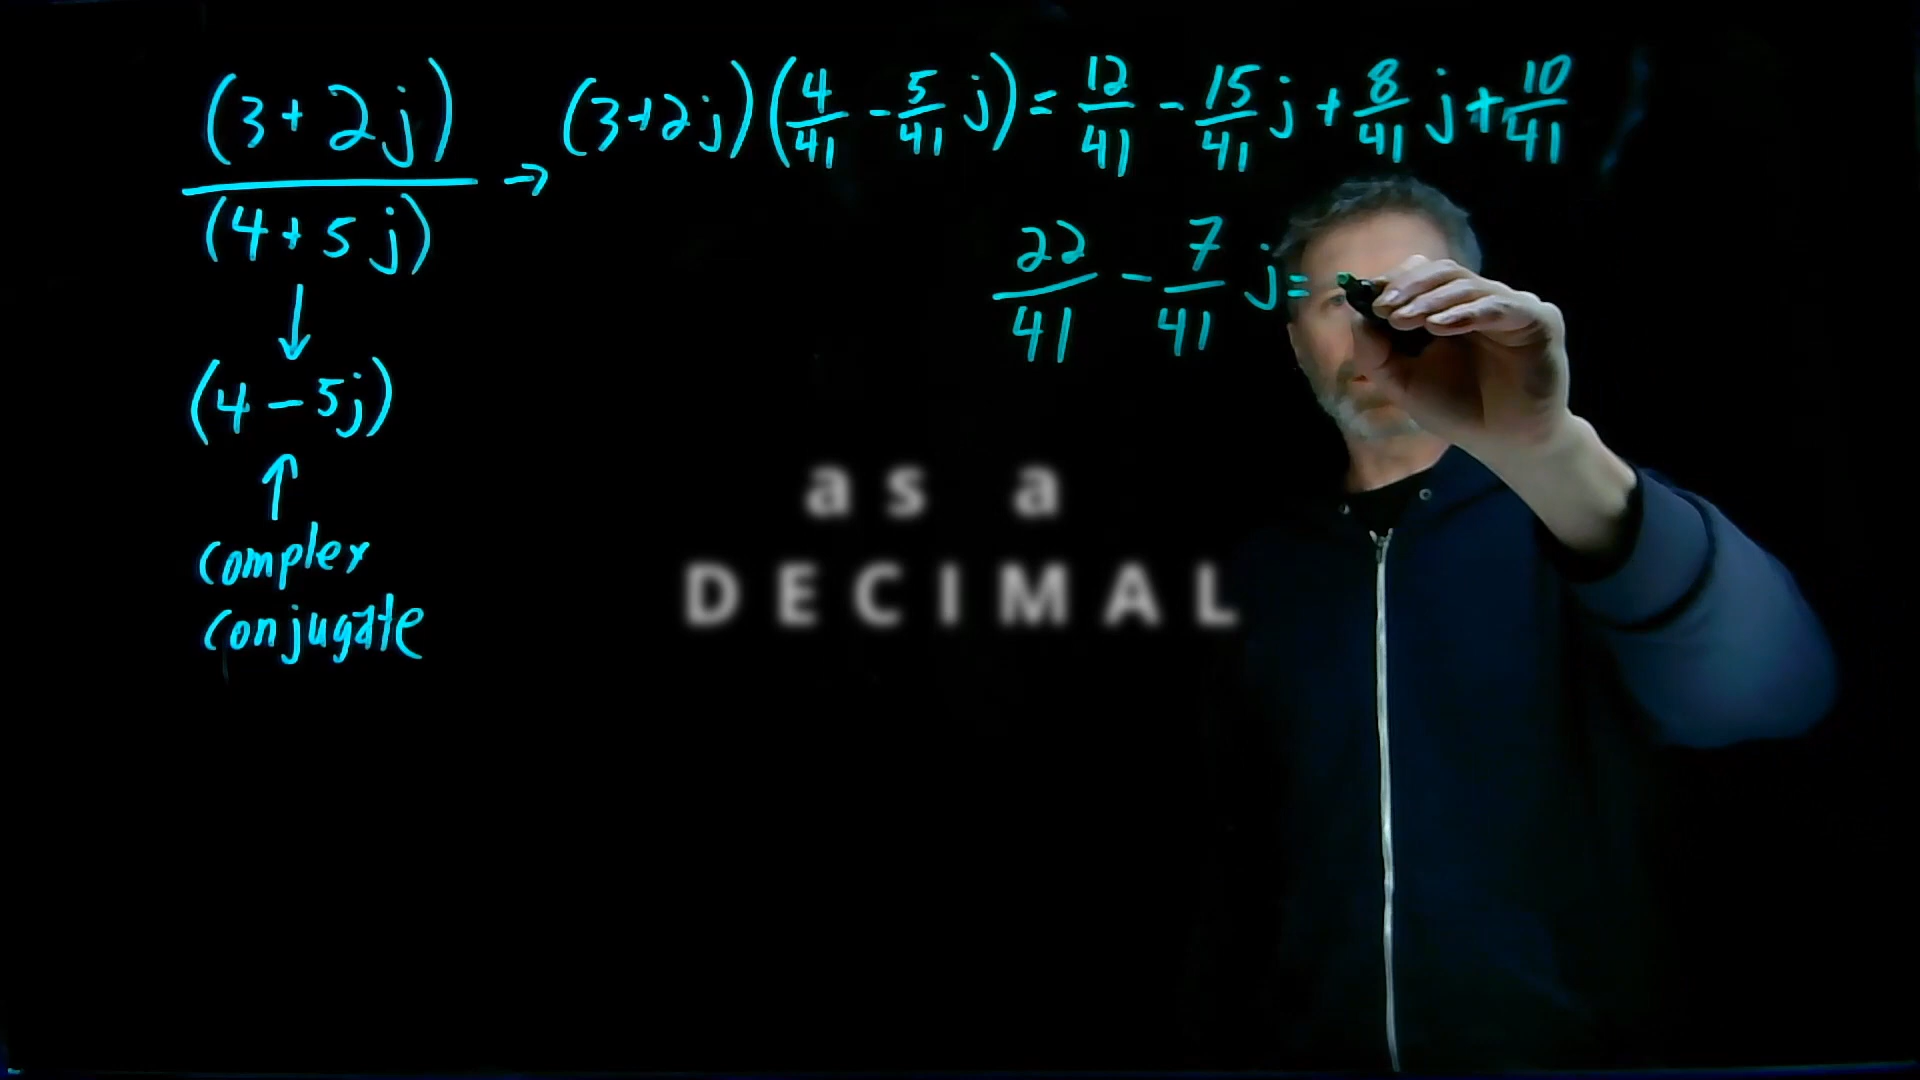 (3+2j)
(4+5j)
→ (3+2j)(4/41 - 5/41 j) = 12/41 - 15/41 j + 8/41 j + 10/41
22/41 - 7/41 j =
↓
(4-5j)
↑
complex
conjugate
as a
DECIMAL